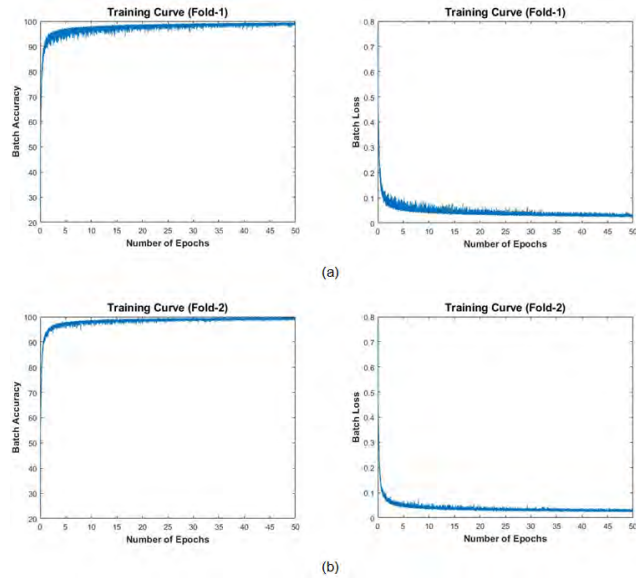 Training Curve (Fold-1)
100
90
80
70
60
50
40
30
20
Batch Accuracy
0 5 10 15 20 25 30 35 40 45 50
Number of Epochs
Training Curve (Fold-1)
0.8
0.7
0.6
0.5
0.4
0.3
0.2
0.1
0
Batch Loss
0 5 10 15 20 25 30 35 40 45 50
Number of Epochs
(a)
Training Curve (Fold-2)
100
90
80
70
60
50
40
30
20
Batch Accuracy
0 5 10 15 20 25 30 35 40 45 50
Number of Epochs
Training Curve (Fold-2)
0.8
0.7
0.6
0.5
0.4
0.3
0.2
0.1
0
Batch Loss
0 5 10 15 20 25 30 35 40 45 50
Number of Epochs
(b)